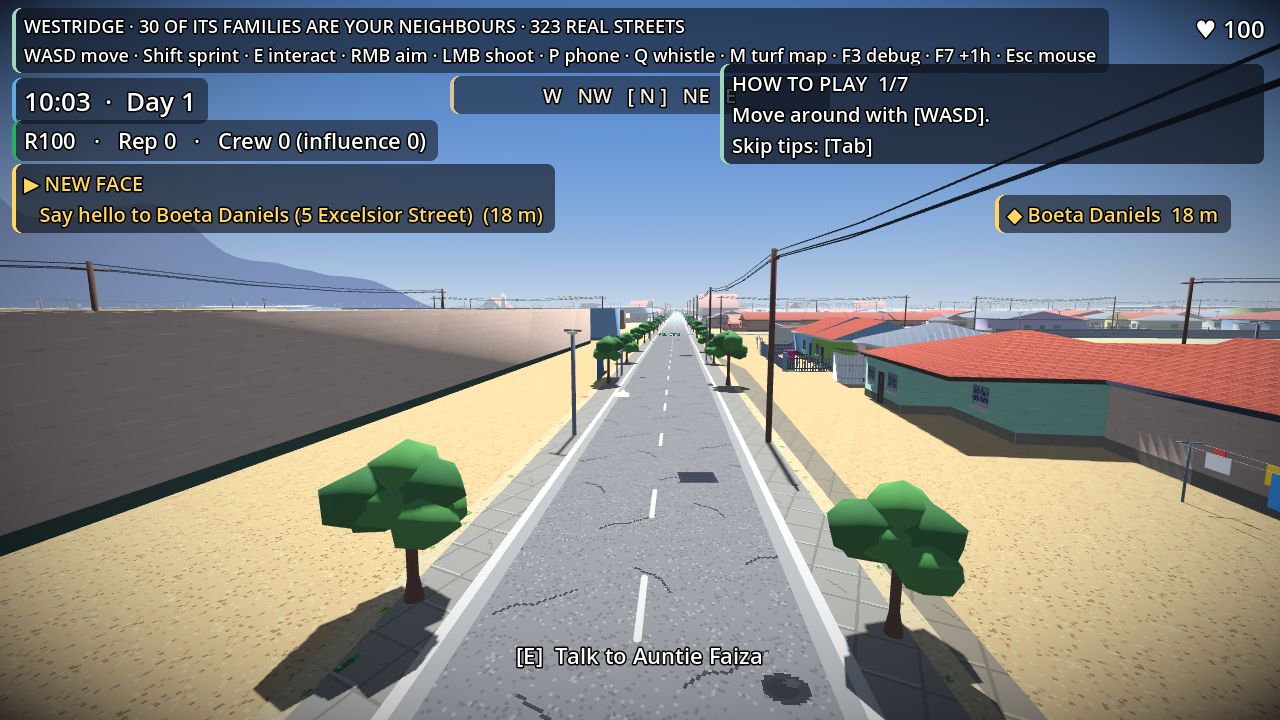 WESTRIDGE · 30 OF ITS FAMILIES ARE YOUR NEIGHBOURS · 323 REAL STREETS
WASD move · Shift sprint · E interact · RMB aim · LMB shoot · P phone · Q whistle · M turf map · F3 debug · F7 +1h · Esc mouse
♥ 100
10:03 · Day 1
W NW [ N ] NE E
HOW TO PLAY 1/7
Move around with [WASD].
Skip tips: [Tab]
R100 · Rep 0 · Crew 0 (influence 0)
▶ NEW FACE
Say hello to Boeta Daniels (5 Excelsior Street) (18 m)
◆ Boeta Daniels 18 m
[E] Talk to Auntie Faiza